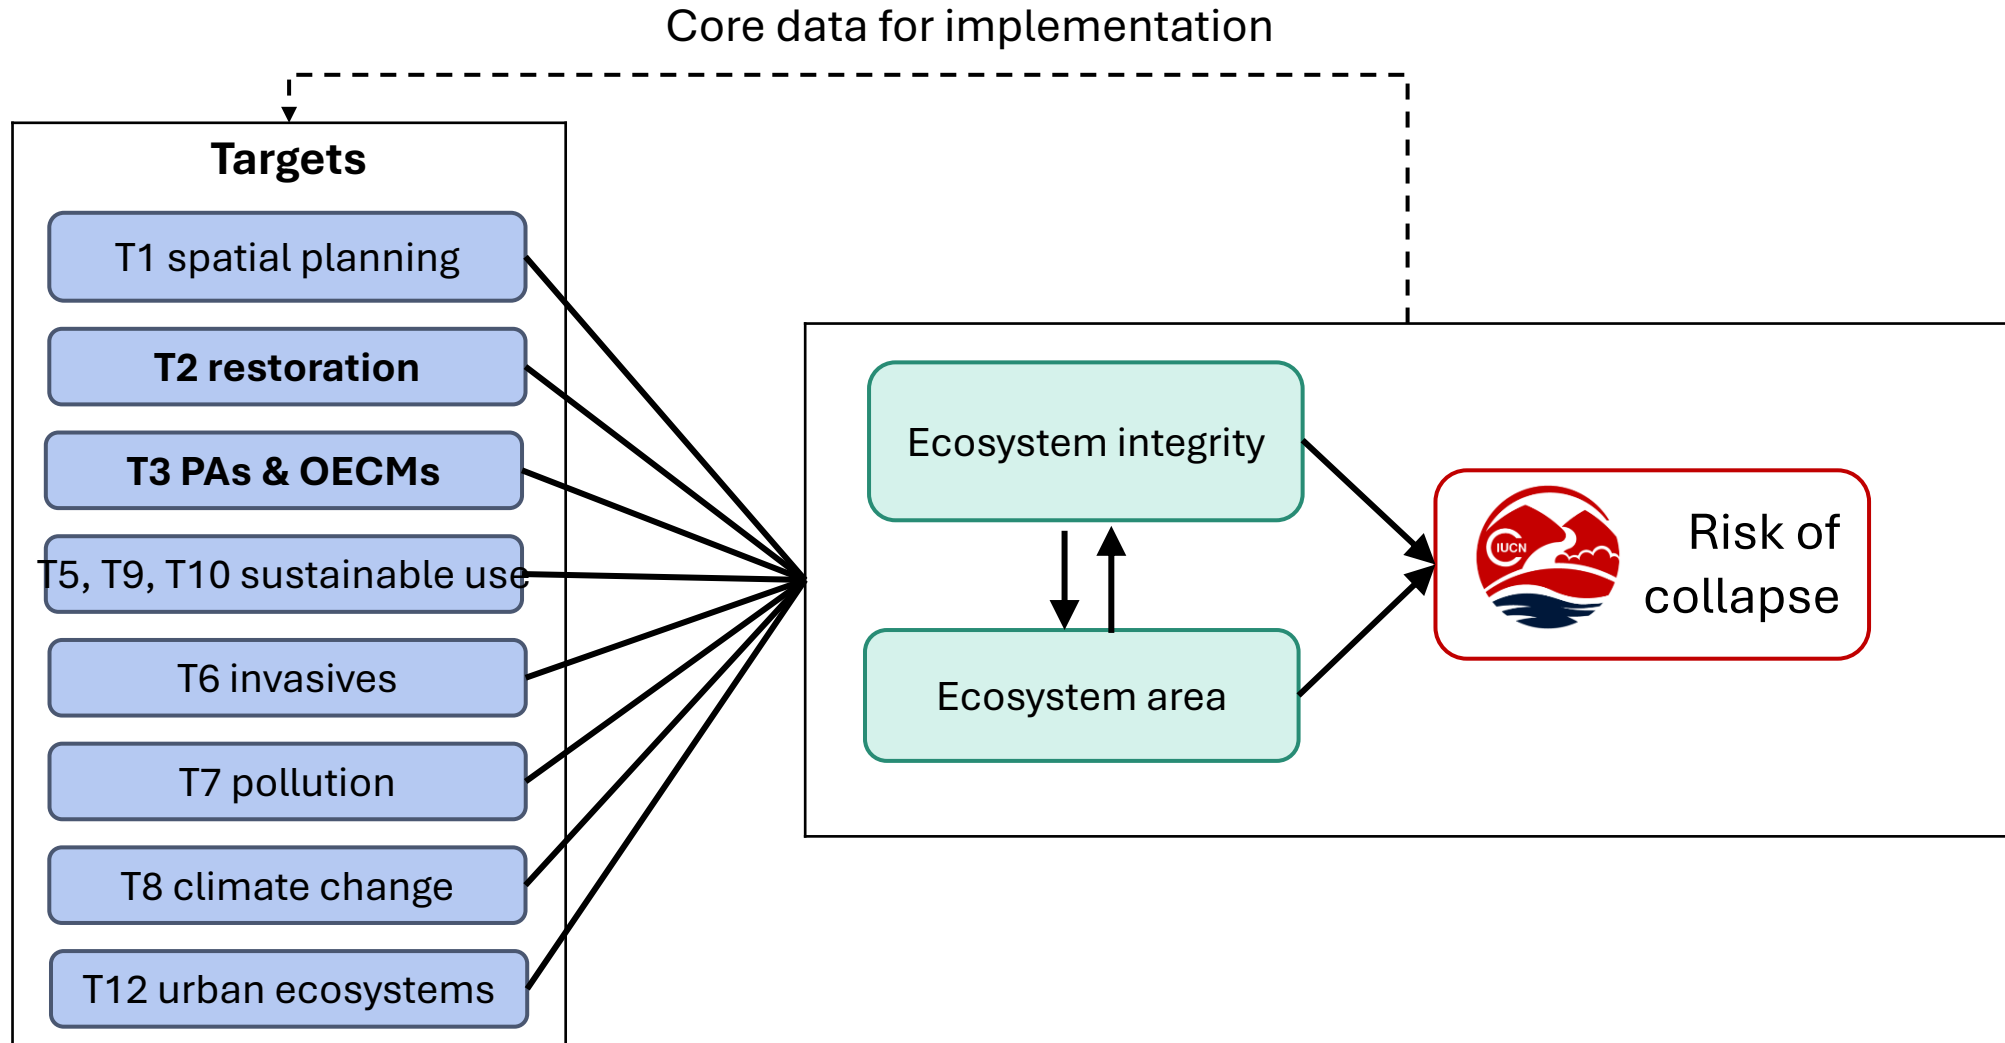 Core data for implementation
Targets
T1 spatial planning
T2 restoration
T3 PAs & OECMs
T5, T9, T10 sustainable use
T6 invasives
T7 pollution
T8 climate change
T12 urban ecosystems
Ecosystem integrity
Ecosystem area
IUCN
Risk of
collapse